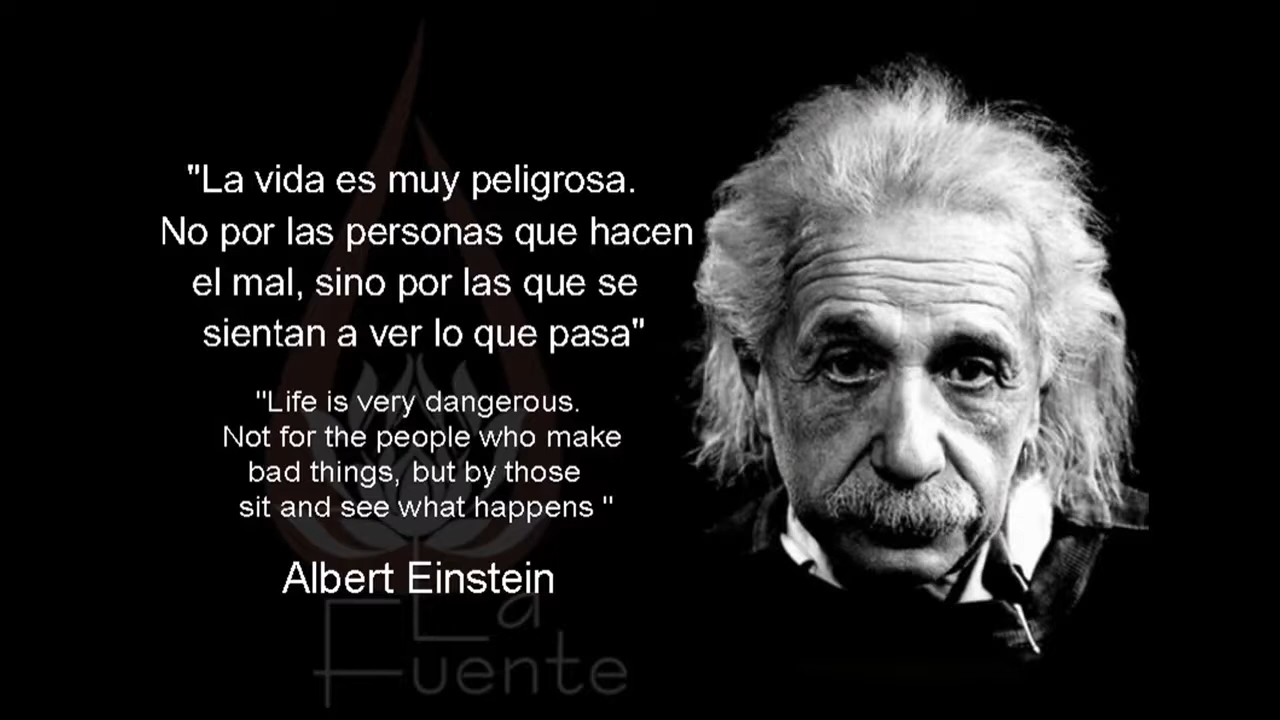 "La vida es muy peligrosa.
No por las personas que hacen
el mal, sino por las que se
sientan a ver lo que pasa"
"Life is very dangerous.
Not for the people who make
bad things, but by those
sit and see what happens "
Albert Einstein
La
Fuente